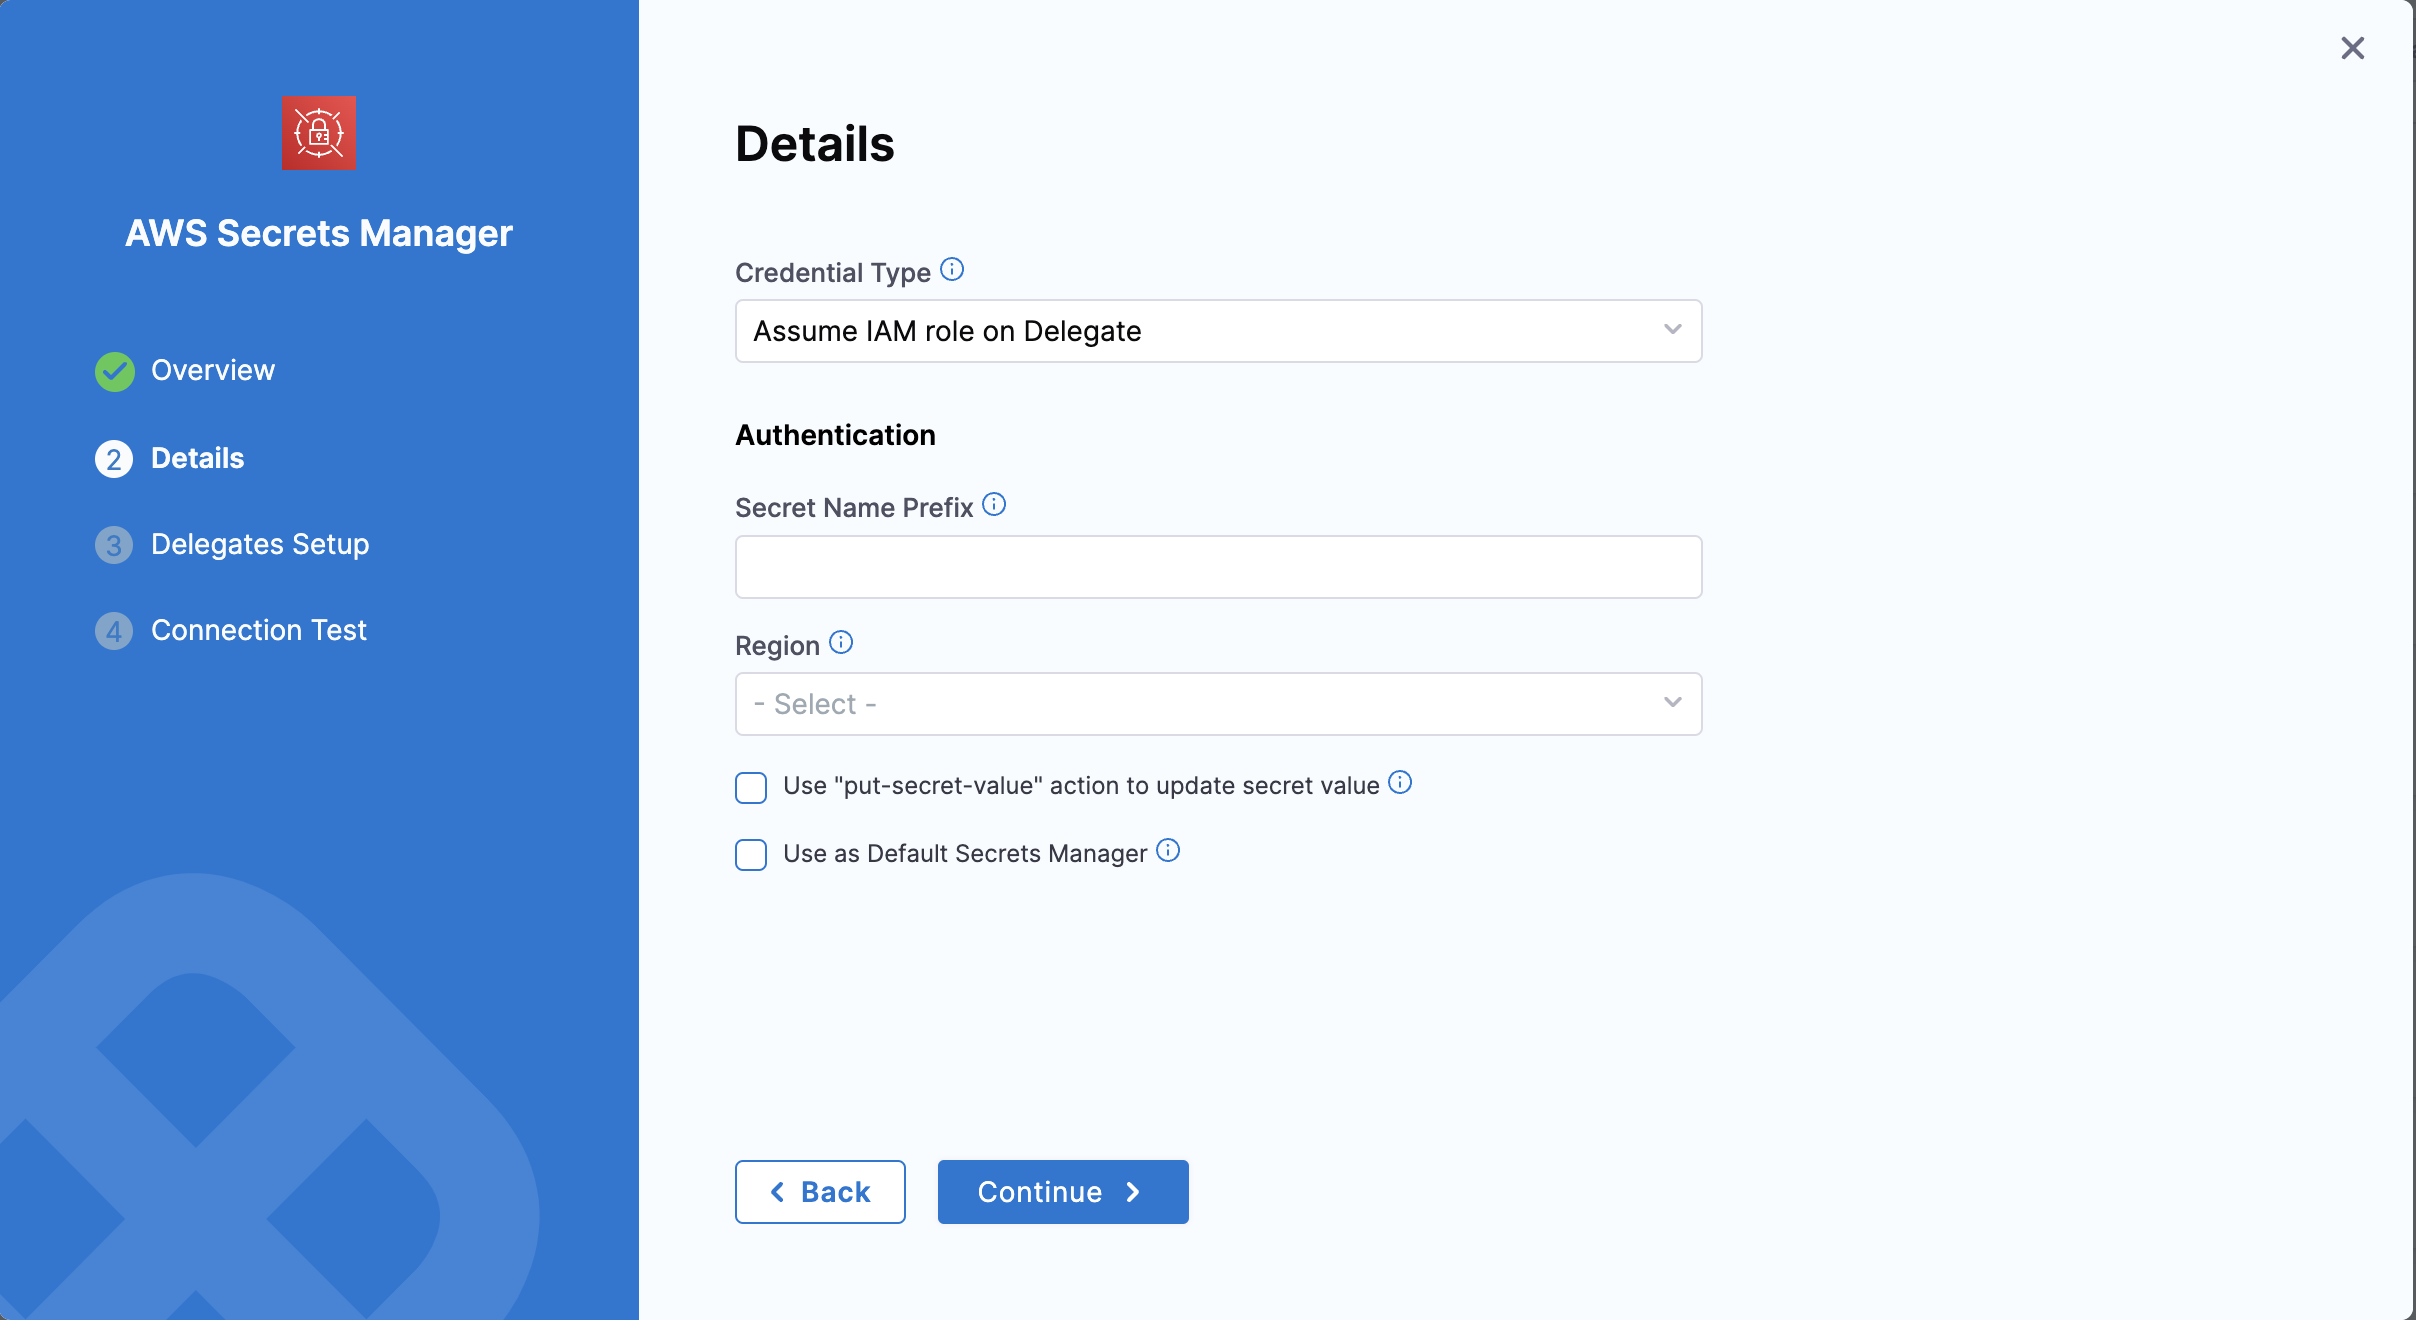 AWS Secrets Manager
Overview
2 Details
3 Delegates Setup
4 Connection Test
Details
Credential Type
Assume IAM role on Delegate
Authentication
Secret Name Prefix
Region
- Select -
Use "put-secret-value" action to update secret value
Use as Default Secrets Manager
Back
Continue